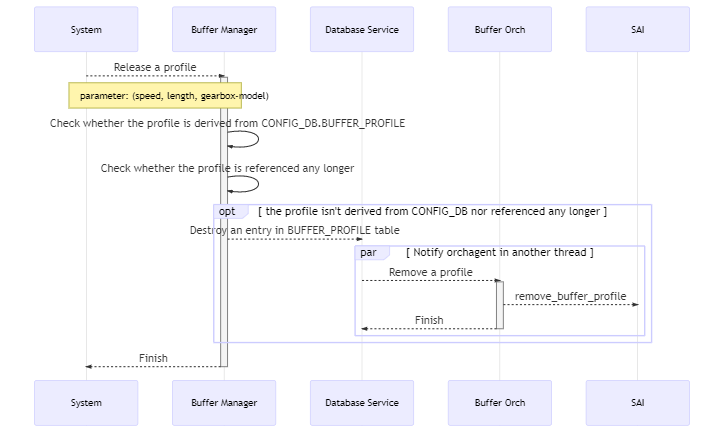 System
Buffer Manager
Database Service
Buffer Orch
SAI
Release a profile
parameter: (speed, length, gearbox-model)
Check whether the profile is derived from CONFIG_DB.BUFFER_PROFILE
Check whether the profile is referenced any longer
opt
[ the profile isn't derived from CONFIG_DB nor referenced any longer ]
Destroy an entry in BUFFER_PROFILE table
par
[ Notify orchagent in another thread ]
Remove a profile
remove_buffer_profile
Finish
Finish
System
Buffer Manager
Database Service
Buffer Orch
SAI